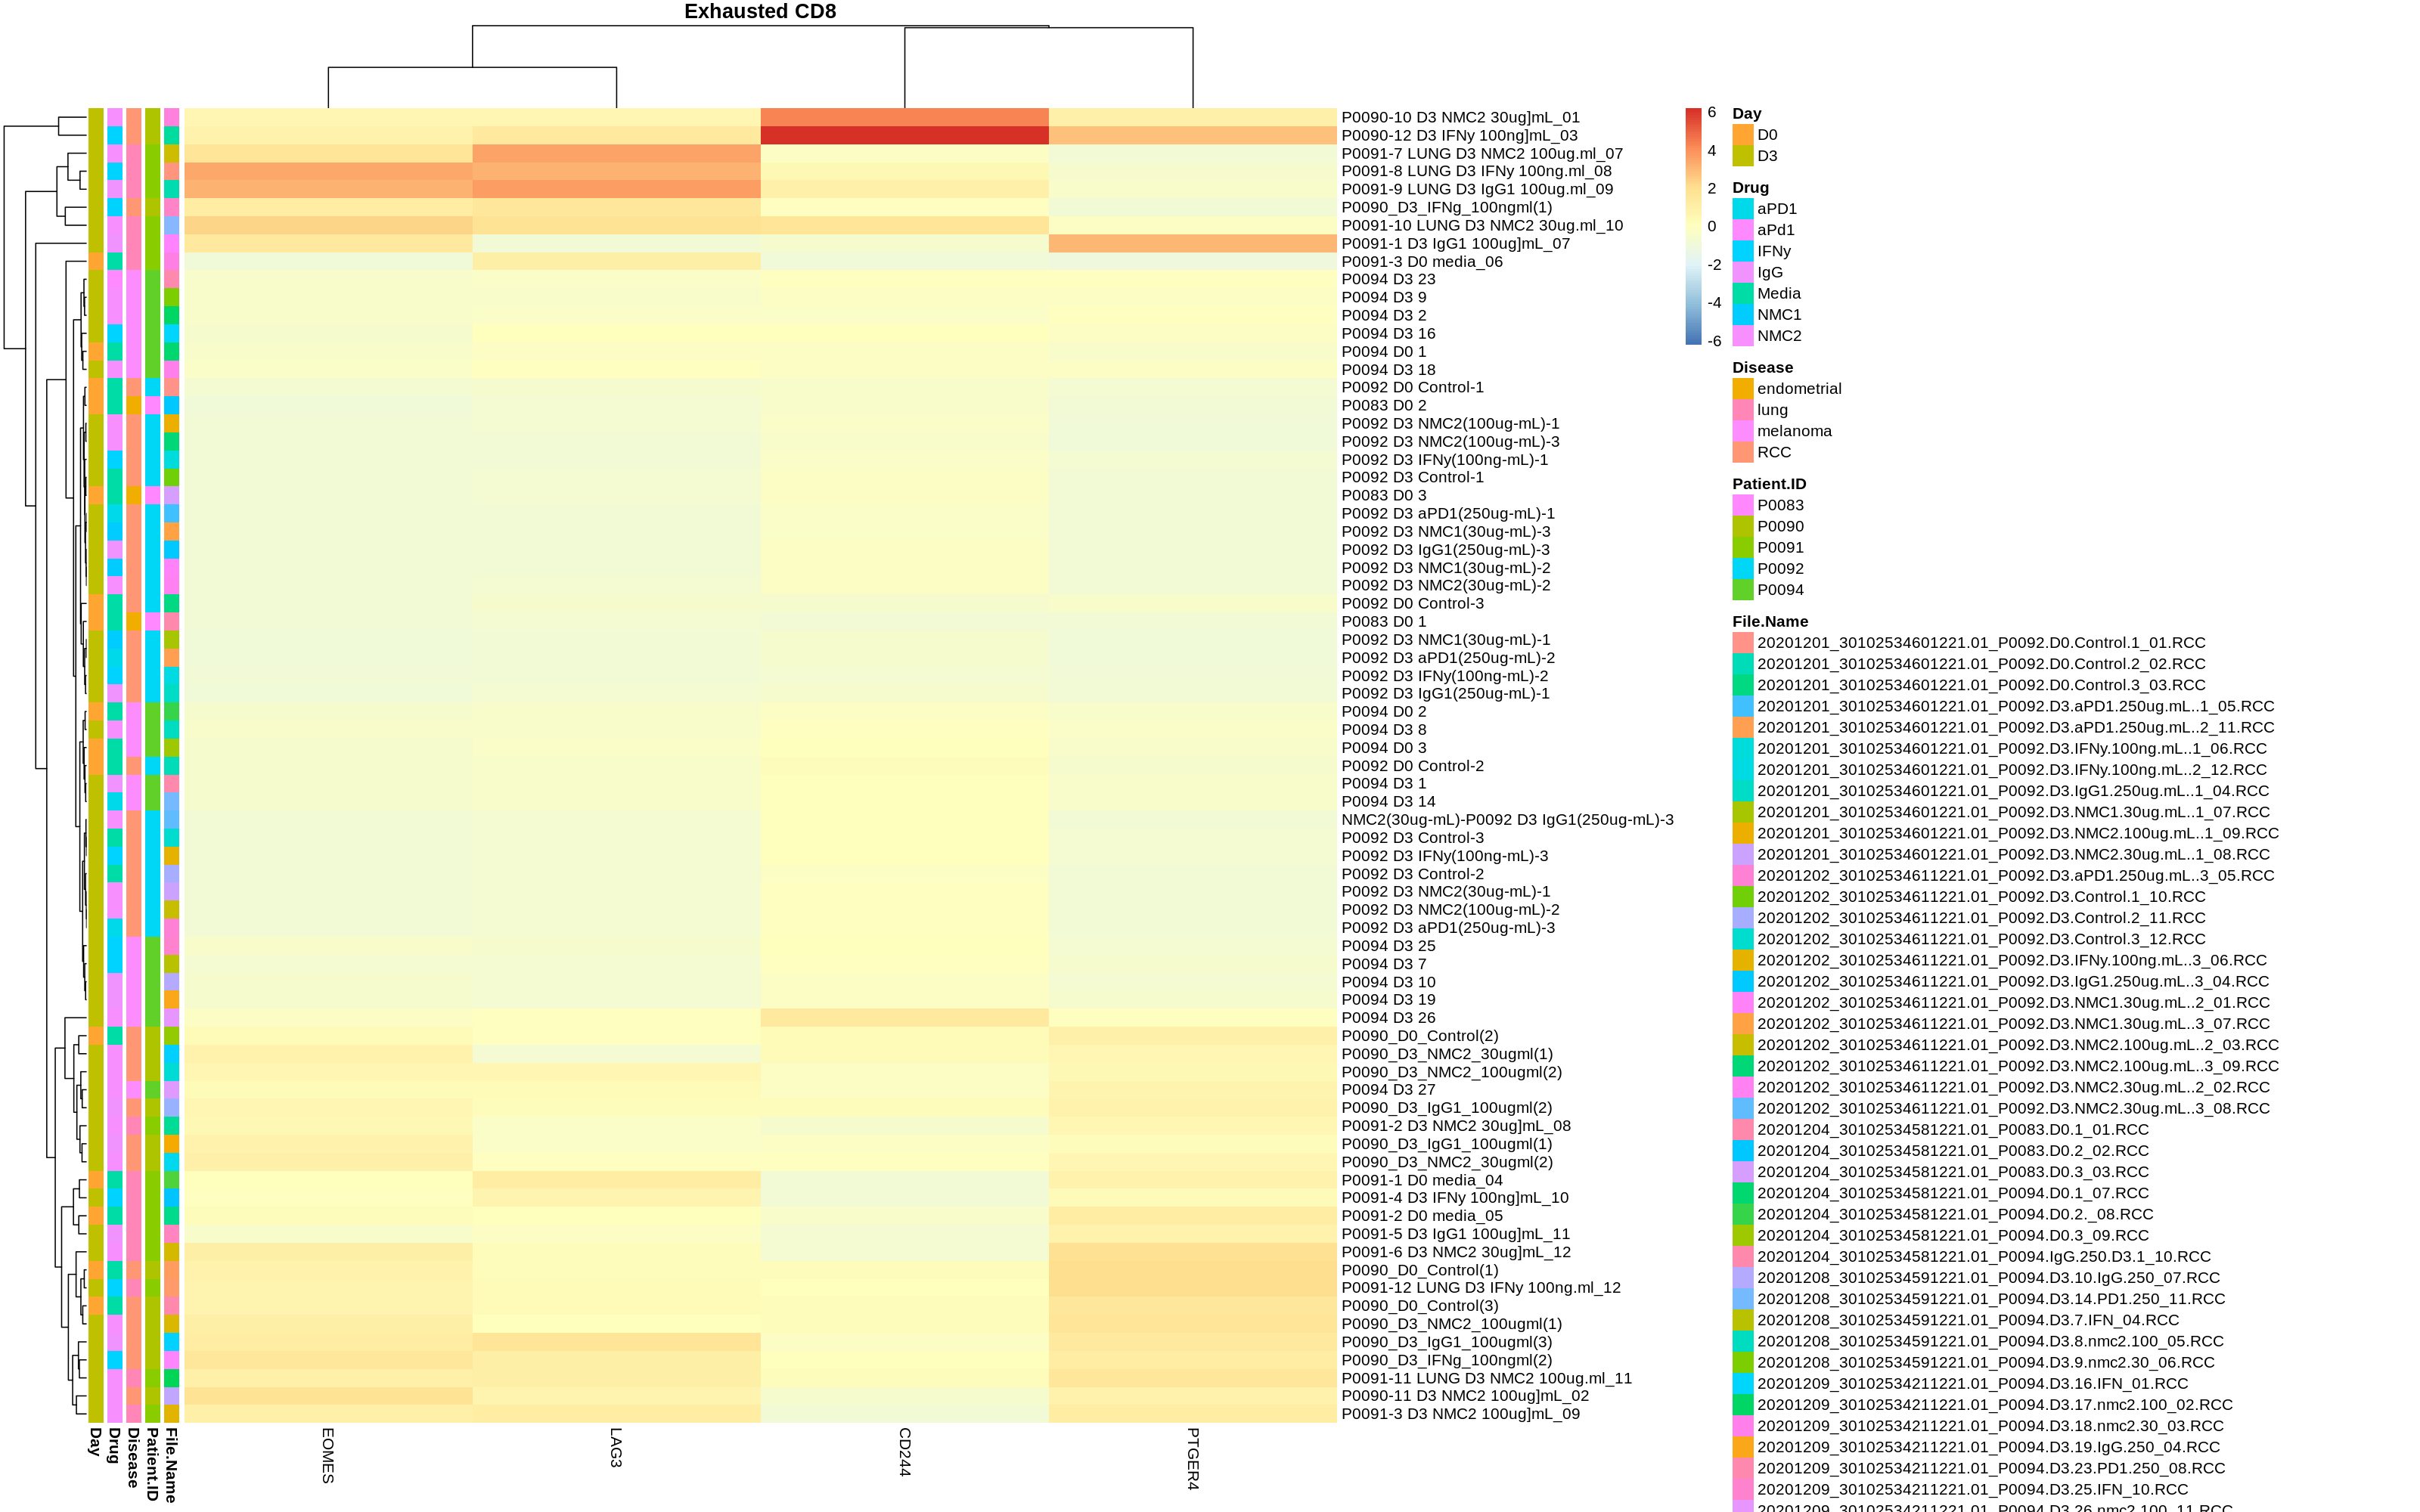 Exhausted CD8
P0090-10 D3 NMC2 30ug]mL_01
P0090-12 D3 IFNy 100ng]mL_03
P0091-7 LUNG D3 NMC2 100ug.ml_07
P0091-8 LUNG D3 IFNy 100ng.ml_08
P0091-9 LUNG D3 IgG1 100ug.ml_09
P0090_D3_IFNg_100ngml(1)
P0091-10 LUNG D3 NMC2 30ug.ml_10
P0091-1 D3 IgG1 100ug]mL_07
P0091-3 D0 media_06
P0094 D3 23
P0094 D3 9
P0094 D3 2
P0094 D3 16
P0094 D0 1
P0094 D3 18
P0092 D0 Control-1
P0083 D0 2
P0092 D3 NMC2(100ug-mL)-1
P0092 D3 NMC2(100ug-mL)-3
P0092 D3 IFNy(100ng-mL)-1
P0092 D3 Control-1
P0083 D0 3
P0092 D3 aPD1(250ug-mL)-1
P0092 D3 NMC1(30ug-mL)-3
P0092 D3 IgG1(250ug-mL)-3
P0092 D3 NMC1(30ug-mL)-2
P0092 D3 NMC2(30ug-mL)-2
P0092 D0 Control-3
P0083 D0 1
P0092 D3 NMC1(30ug-mL)-1
P0092 D3 aPD1(250ug-mL)-2
P0092 D3 IFNy(100ng-mL)-2
P0092 D3 IgG1(250ug-mL)-1
P0094 D0 2
P0094 D3 8
P0094 D0 3
P0092 D0 Control-2
P0094 D3 1
P0094 D3 14
NMC2(30ug-mL)-P0092 D3 IgG1(250ug-mL)-3
P0092 D3 Control-3
P0092 D3 IFNy(100ng-mL)-3
P0092 D3 Control-2
P0092 D3 NMC2(30ug-mL)-1
P0092 D3 NMC2(100ug-mL)-2
P0092 D3 aPD1(250ug-mL)-3
P0094 D3 25
P0094 D3 7
P0094 D3 10
P0094 D3 19
P0094 D3 26
P0090_D0_Control(2)
P0090_D3_NMC2_30ugml(1)
P0090_D3_NMC2_100ugml(2)
P0094 D3 27
P0090_D3_IgG1_100ugml(2)
P0091-2 D3 NMC2 30ug]mL_08
P0090_D3_IgG1_100ugml(1)
P0090_D3_NMC2_30ugml(2)
P0091-1 D0 media_04
P0091-4 D3 IFNy 100ng]mL_10
P0091-2 D0 media_05
P0091-5 D3 IgG1 100ug]mL_11
P0091-6 D3 NMC2 30ug]mL_12
P0090_D0_Control(1)
P0091-12 LUNG D3 IFNy 100ng.ml_12
P0090_D0_Control(3)
P0090_D3_NMC2_100ugml(1)
P0090_D3_IgG1_100ugml(3)
P0090_D3_IFNg_100ngml(2)
P0091-11 LUNG D3 NMC2 100ug.ml_11
P0090-11 D3 NMC2 100ug]mL_02
P0091-3 D3 NMC2 100ug]mL_09
Day
Drug
Disease
Patient.ID
File.Name
EOMES
LAG3
CD244
PTGER4
6
4
2
0
-2
-4
-6
Day
D0
D3
Drug
aPD1
aPd1
IFNy
IgG
Media
NMC1
NMC2
Disease
endometrial
lung
melanoma
RCC
Patient.ID
P0083
P0090
P0091
P0092
P0094
File.Name
20201201_30102534601221.01_P0092.D0.Control.1_01.RCC
20201201_30102534601221.01_P0092.D0.Control.2_02.RCC
20201201_30102534601221.01_P0092.D0.Control.3_03.RCC
20201201_30102534601221.01_P0092.D3.aPD1.250ug.mL..1_05.RCC
20201201_30102534601221.01_P0092.D3.aPD1.250ug.mL..2_11.RCC
20201201_30102534601221.01_P0092.D3.IFNy.100ng.mL..1_06.RCC
20201201_30102534601221.01_P0092.D3.IFNy.100ng.mL..2_12.RCC
20201201_30102534601221.01_P0092.D3.IgG1.250ug.mL..1_04.RCC
20201201_30102534601221.01_P0092.D3.NMC1.30ug.mL..1_07.RCC
20201201_30102534601221.01_P0092.D3.NMC2.100ug.mL..1_09.RCC
20201201_30102534601221.01_P0092.D3.NMC2.30ug.mL..1_08.RCC
20201202_30102534611221.01_P0092.D3.aPD1.250ug.mL..3_05.RCC
20201202_30102534611221.01_P0092.D3.Control.1_10.RCC
20201202_30102534611221.01_P0092.D3.Control.2_11.RCC
20201202_30102534611221.01_P0092.D3.Control.3_12.RCC
20201202_30102534611221.01_P0092.D3.IFNy.100ng.mL..3_06.RCC
20201202_30102534611221.01_P0092.D3.IgG1.250ug.mL..3_04.RCC
20201202_30102534611221.01_P0092.D3.NMC1.30ug.mL..2_01.RCC
20201202_30102534611221.01_P0092.D3.NMC1.30ug.mL..3_07.RCC
20201202_30102534611221.01_P0092.D3.NMC2.100ug.mL..2_03.RCC
20201202_30102534611221.01_P0092.D3.NMC2.100ug.mL..3_09.RCC
20201202_30102534611221.01_P0092.D3.NMC2.30ug.mL..2_02.RCC
20201202_30102534611221.01_P0092.D3.NMC2.30ug.mL..3_08.RCC
20201204_30102534581221.01_P0083.D0.1_01.RCC
20201204_30102534581221.01_P0083.D0.2_02.RCC
20201204_30102534581221.01_P0083.D0.3_03.RCC
20201204_30102534581221.01_P0094.D0.1_07.RCC
20201204_30102534581221.01_P0094.D0.2._08.RCC
20201204_30102534581221.01_P0094.D0.3_09.RCC
20201204_30102534581221.01_P0094.IgG.250.D3.1_10.RCC
20201208_30102534591221.01_P0094.D3.10.IgG.250_07.RCC
20201208_30102534591221.01_P0094.D3.14.PD1.250_11.RCC
20201208_30102534591221.01_P0094.D3.7.IFN_04.RCC
20201208_30102534591221.01_P0094.D3.8.nmc2.100_05.RCC
20201208_30102534591221.01_P0094.D3.9.nmc2.30_06.RCC
20201209_30102534211221.01_P0094.D3.16.IFN_01.RCC
20201209_30102534211221.01_P0094.D3.17.nmc2.100_02.RCC
20201209_30102534211221.01_P0094.D3.18.nmc2.30_03.RCC
20201209_30102534211221.01_P0094.D3.19.IgG.250_04.RCC
20201209_30102534211221.01_P0094.D3.23.PD1.250_08.RCC
20201209_30102534211221.01_P0094.D3.25.IFN_10.RCC
20201209_30102534211221.01_P0094.D3.26.nmc2.100_11.RCC